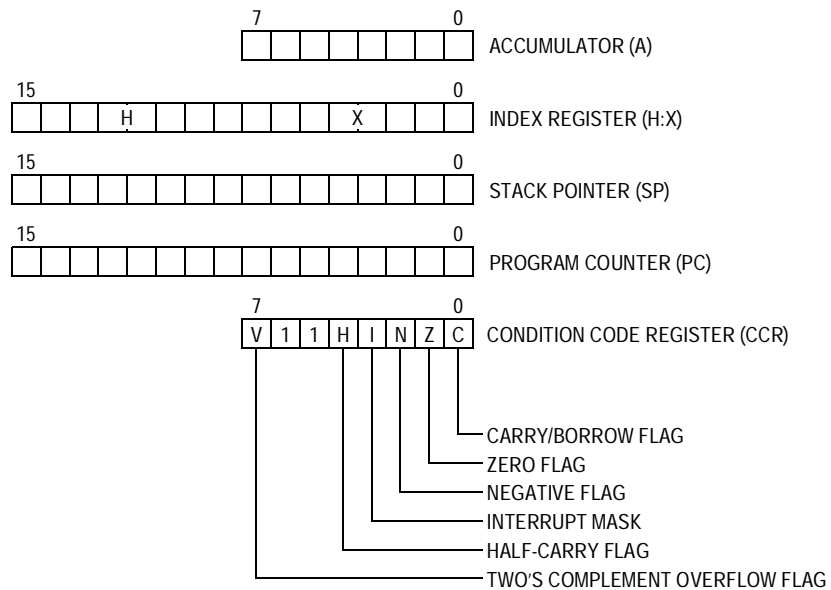 7 0
ACCUMULATOR (A)
15 0
H X INDEX REGISTER (H:X)
15 0
STACK POINTER (SP)
15 0
PROGRAM COUNTER (PC)
7 0
V 1 1 H I N Z C CONDITION CODE REGISTER (CCR)
CARRY/BORROW FLAG
ZERO FLAG
NEGATIVE FLAG
INTERRUPT MASK
HALF-CARRY FLAG
TWO'S COMPLEMENT OVERFLOW FLAG